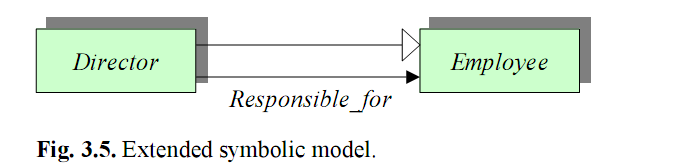 Director
Employee
Responsible_for
Fig. 3.5. Extended symbolic model.